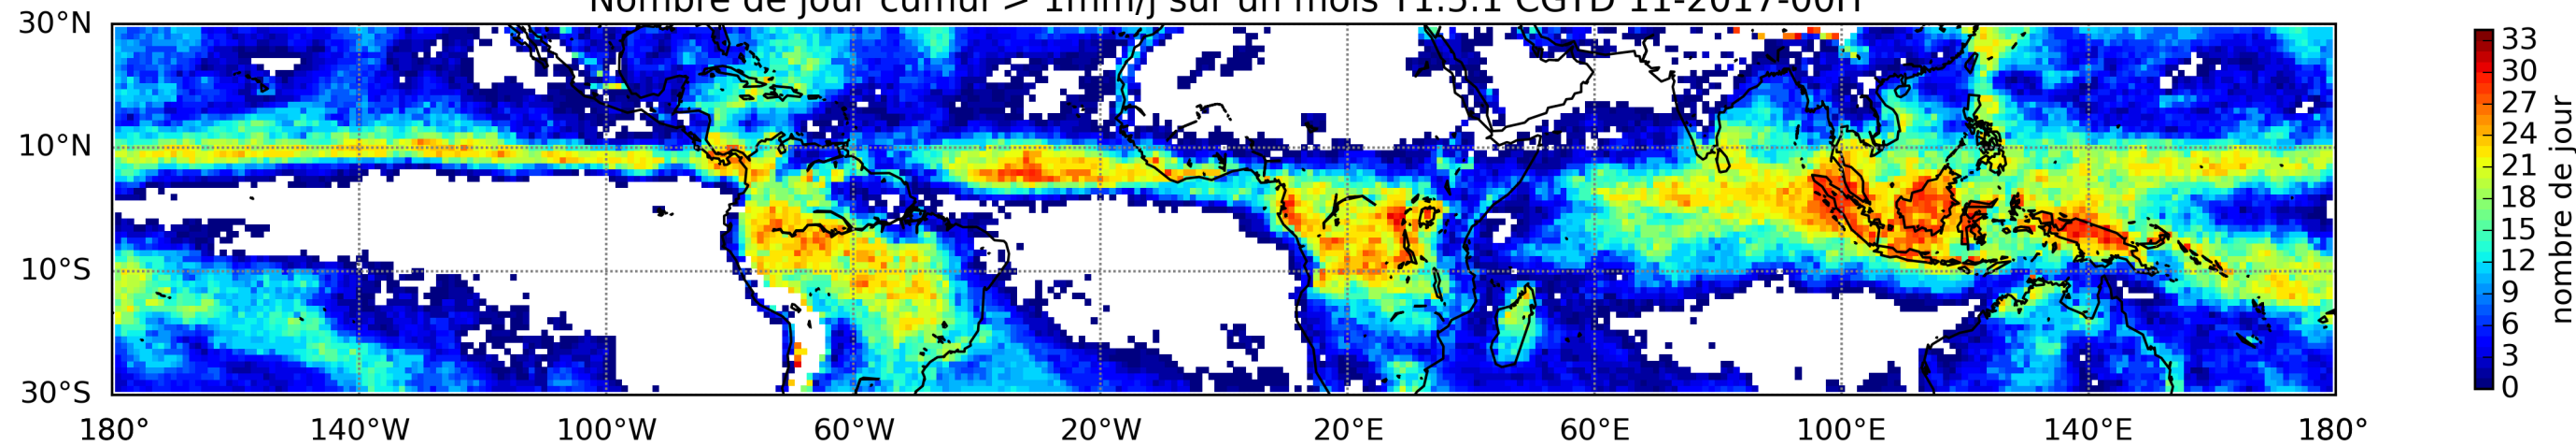 Nombre de jour cumul > 1mm/j sur un mois T1.5.1 CGTD 11-2017-00H
30°N
10°N
10°S
30°S
180° 140°W 100°W 60°W 20°W 20°E 60°E 100°E 140°E 180°
33
30
27
24
21
18
15
12
9
6
3
0
nombre de jour